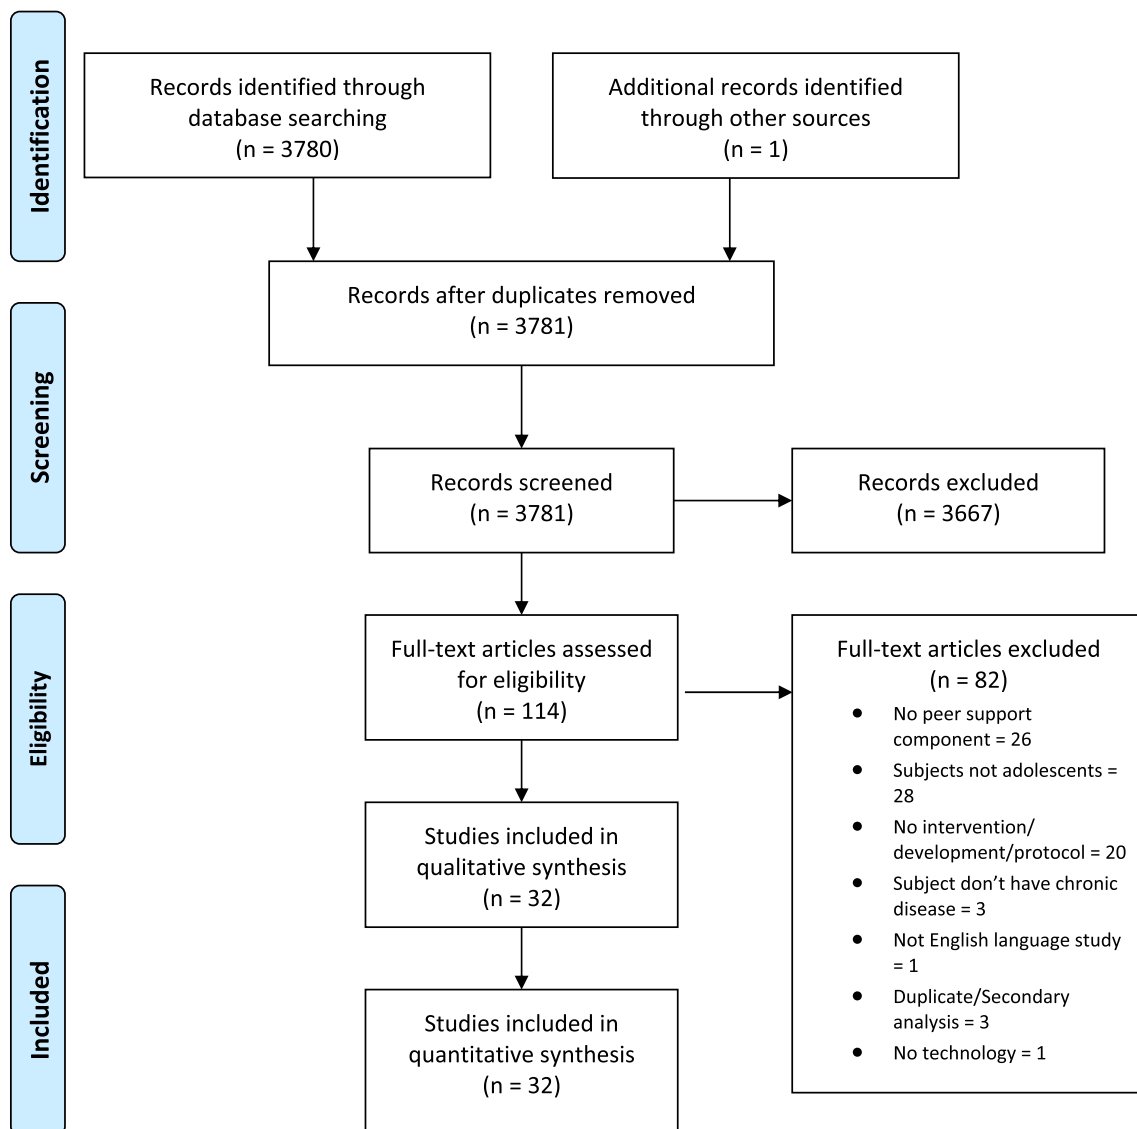 Identification
Records identified through
database searching
(n = 3780)
Additional records identified
through other sources
(n = 1)
Records after duplicates removed
(n = 3781)
Screening
Records screened
(n = 3781)
Records excluded
(n = 3667)
Eligibility
Full-text articles assessed
for eligibility
(n = 114)
Full-text articles excluded
(n = 82)
● No peer support
component = 26
● Subjects not adolescents =
28
● No intervention/
development/protocol = 20
● Subject don’t have chronic
disease = 3
● Not English language study
= 1
● Duplicate/Secondary
analysis = 3
● No technology = 1
Studies included in
qualitative synthesis
(n = 32)
Included
Studies included in
quantitative synthesis
(n = 32)